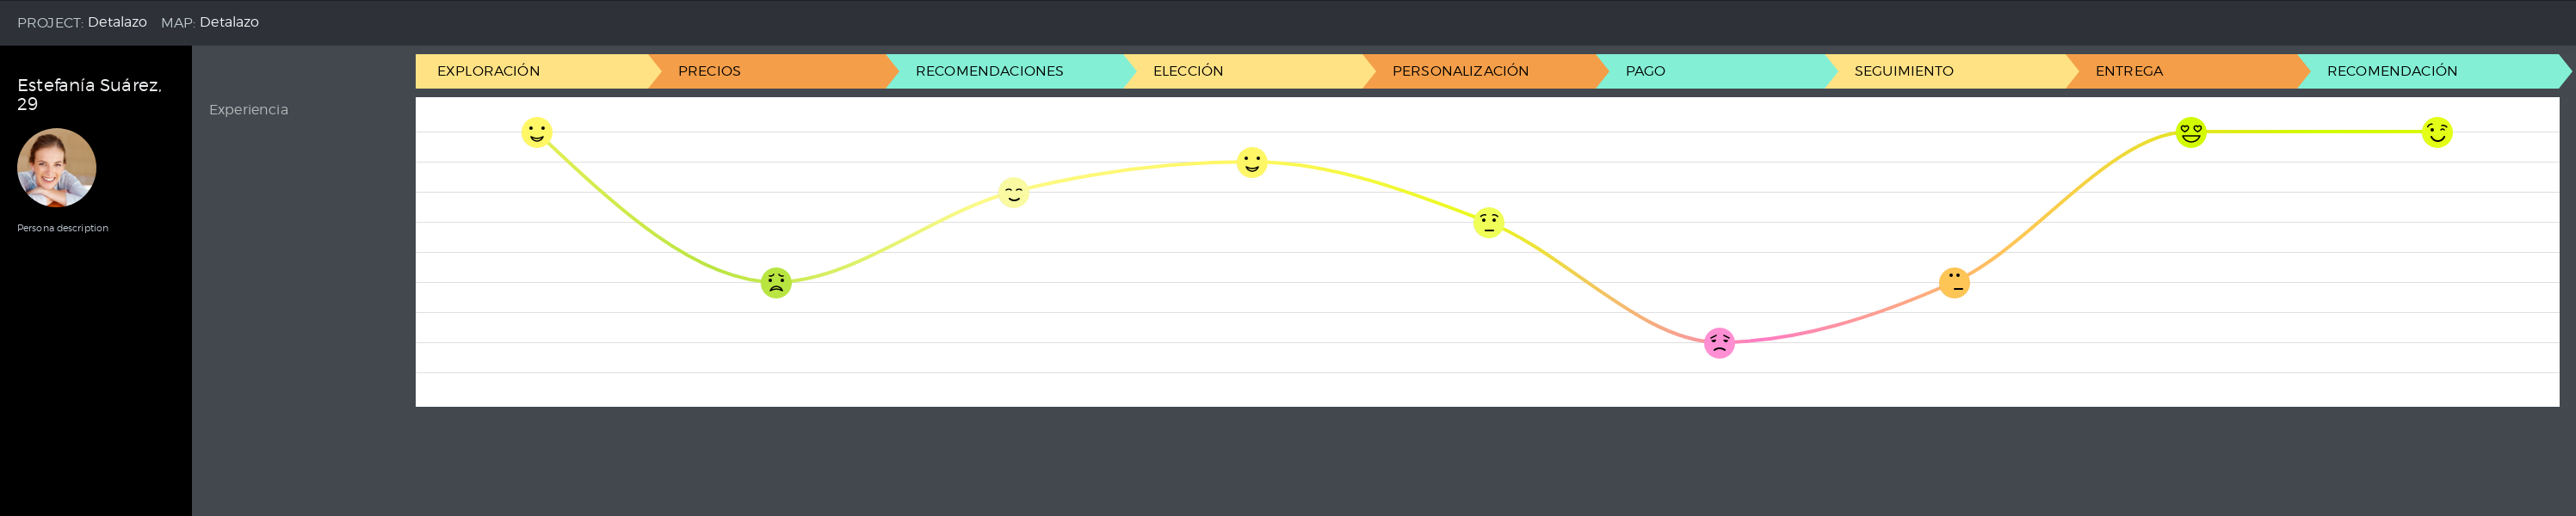 PROJECT: Detalazo MAP: Detalazo
Estefanía Suárez, 29
Persona description
EXPLORACIÓN PRECIOS RECOMENDACIONES ELECCIÓN PERSONALIZACIÓN PAGO SEGUIMIENTO ENTREGA RECOMENDACIÓN
Experiencia